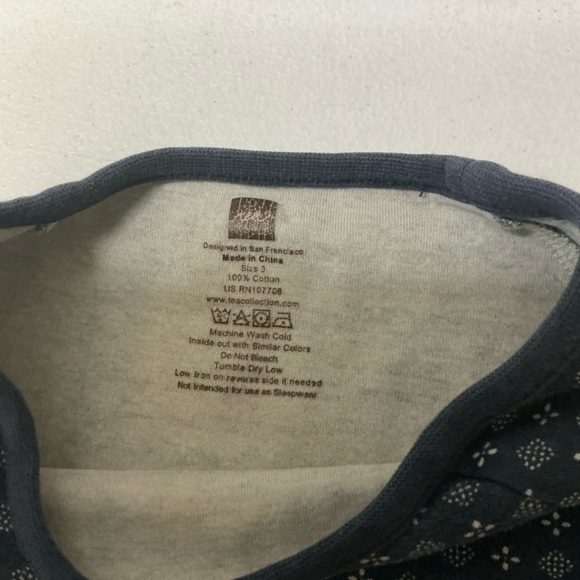 tea
Designed in San Francisco
Made in China
Size 3
100% Cotton
US RN107708
www.teacollection.com
Machine Wash Cold
Inside out with Similar Colors
Do Not Bleach
Tumble Dry Low
Low Iron on reverse side if needed
Not Intended for use as Sleepwear